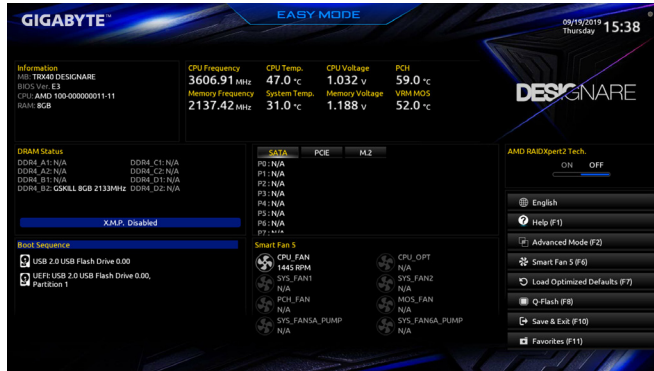 GIGABYTE™
EASY MODE
09/19/2019 15:38
Thursday
Information
MB: TRX40 DESIGNARE
BIOS Ver. E3
CPU: AMD 100-000000011-11
RAM: 8GB
CPU Frequency CPU Temp. CPU Voltage PCH
3606.91 MHz 47.0 °C 1.032 V 59.0 °C
Memory Frequency System Temp. Memory Voltage VRM MOS
2137.42 MHz 31.0 °C 1.188 V 52.0 °C
DESIGNARE
DRAM Status
DDR4_A1: N/A DDR4_C1: N/A
DDR4_A2: N/A DDR4_C2: N/A
DDR4_B1: N/A DDR4_D1: N/A
DDR4_B2: GSKILL 8GB 2133MHz DDR4_D2: N/A
X.M.P. Disabled
SATA PCIE M.2
P0 : N/A
P1 : N/A
P2 : N/A
P3 : N/A
P4 : N/A
P5 : N/A
P6 : N/A
P7 : N/A
AMD RAIDXpert2 Tech.
ON OFF
Boot Sequence
USB 2.0 USB Flash Drive 0.00
UEFI: USB 2.0 USB Flash Drive 0.00,
Partition 1
Smart Fan 5
CPU_FAN CPU_OPT
1445 RPM N/A
SYS_FAN1 SYS_FAN2
N/A N/A
PCH_FAN MOS_FAN
N/A N/A
SYS_FAN5A_PUMP SYS_FAN6A_PUMP
N/A N/A
English
Help (F1)
Advanced Mode (F2)
Smart Fan 5 (F6)
Load Optimized Defaults (F7)
Q-Flash (F8)
Save & Exit (F10)
Favorites (F11)